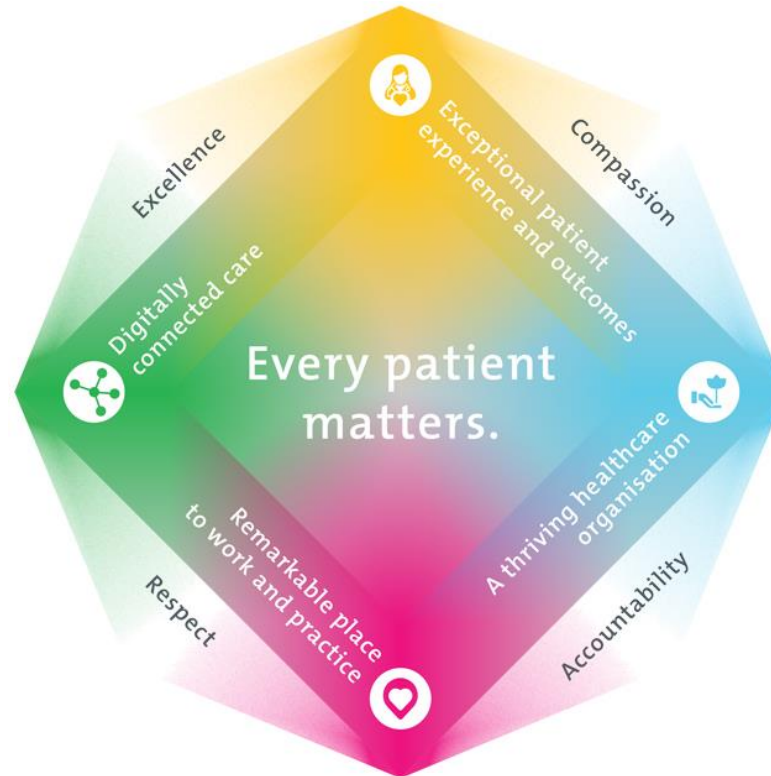 Excellence
Compassion
Exceptional patient
experience and outcomes
Digitally
connected care
Every patient
matters.
Remarkable place
to work and practice
A thriving healthcare
organisation
Respect
Accountability